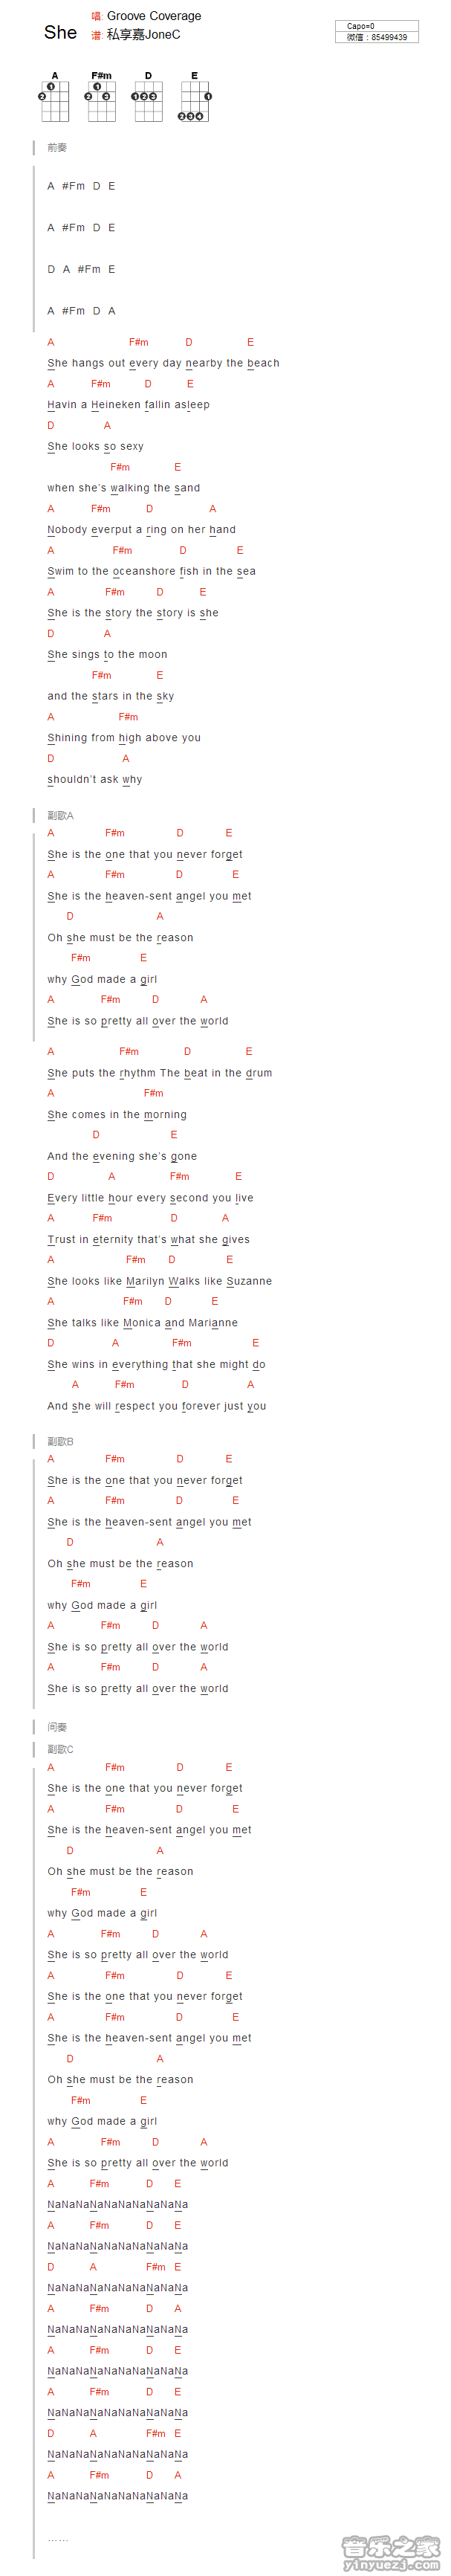 She
唱: Groove Coverage
谱: 私享嘉JoneC
Capo=0
微信：85499439
A F#m D E
前奏
A #Fm D E
A #Fm D E
D A #Fm E
A #Fm D A
A F#m D E
She hangs out every day nearby the beach
A F#m D E
Havin a Heineken fallin asleep
D A
She looks so sexy
F#m E
when she's walking the sand
A F#m D A
Nobody everput a ring on her hand
A F#m D E
Swim to the oceanshore fish in the sea
A F#m D E
She is the story the story is she
D A
She sings to the moon
F#m E
and the stars in the sky
A F#m
Shining from high above you
D A
shouldn't ask why
副歌A
A F#m D E
She is the one that you never forget
A F#m D E
She is the heaven-sent angel you met
D A
Oh she must be the reason
F#m E
why God made a girl
A F#m D A
She is so pretty all over the world
A F#m D E
She puts the rhythm The beat in the drum
A F#m
She comes in the morning
D E
And the evening she's gone
D A F#m E
Every little hour every second you live
A F#m D A
Trust in eternity that's what she gives
A F#m D E
She looks like Marilyn Walks like Suzanne
A F#m D E
She talks like Monica and Marianne
D A F#m E
She wins in everything that she might do
A F#m D A
And she will respect you forever just you
副歌B
A F#m D E
She is the one that you never forget
A F#m D E
She is the heaven-sent angel you met
D A
Oh she must be the reason
F#m E
why God made a girl
A F#m D A
She is so pretty all over the world
A F#m D A
She is so pretty all over the world
间奏
副歌C
A F#m D E
She is the one that you never forget
A F#m D E
She is the heaven-sent angel you met
D A
Oh she must be the reason
F#m E
why God made a girl
A F#m D A
She is so pretty all over the world
A F#m D E
She is the one that you never forget
A F#m D E
She is the heaven-sent angel you met
D A
Oh she must be the reason
F#m E
why God made a girl
A F#m D A
She is so pretty all over the world
A F#m D E
NaNaNaNaNaNaNaNaNaNa
A F#m D E
NaNaNaNaNaNaNaNaNaNa
D A F#m E
NaNaNaNaNaNaNaNaNaNa
A F#m D A
NaNaNaNaNaNaNaNaNaNa
A F#m D E
NaNaNaNaNaNaNaNaNaNa
A F#m D E
NaNaNaNaNaNaNaNaNaNa
D A F#m E
NaNaNaNaNaNaNaNaNaNa
A F#m D A
NaNaNaNaNaNaNaNaNaNa
……
音乐之家
yinyuezj.com